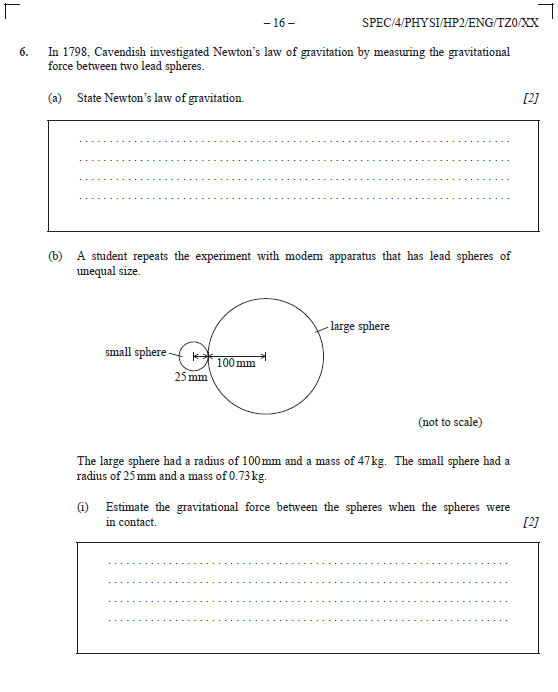 – 16 –
SPEC/4/PHYSI/HP2/ENG/TZ0/XX
6. In 1798, Cavendish investigated Newton's law of gravitation by measuring the gravitational
force between two lead spheres.
(a) State Newton's law of gravitation. [2]
(b) A student repeats the experiment with modern apparatus that has lead spheres of
unequal size.
large sphere
small sphere
100 mm
25 mm
(not to scale)
The large sphere had a radius of 100 mm and a mass of 47 kg. The small sphere had a
radius of 25 mm and a mass of 0.73 kg.
(i) Estimate the gravitational force between the spheres when the spheres were
in contact. [2]